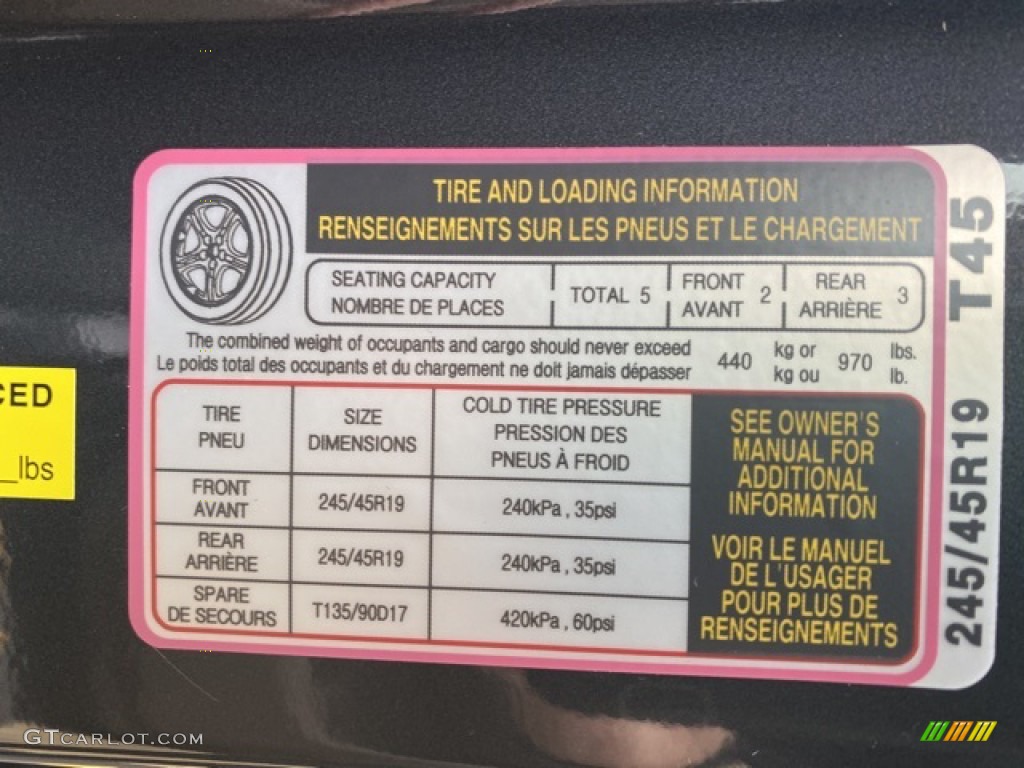 TIRE AND LOADING INFORMATION
RENSEIGNEMENTS SUR LES PNEUS ET LE CHARGEMENT
SEATING CAPACITY
NOMBRE DE PLACES
TOTAL 5
FRONT
AVANT
2
REAR
ARRIÈRE
3
The combined weight of occupants and cargo should never exceed
Le poids total des occupants et du chargement ne doit jamais dépasser
440
kg or
kg ou
970
lbs.
lb.
TIRE
PNEU
SIZE
DIMENSIONS
COLD TIRE PRESSURE
PRESSION DES
PNEUS À FROID
FRONT
AVANT
245/45R19
240kPa , 35psi
REAR
ARRIÈRE
245/45R19
240kPa , 35psi
SPARE
DE SECOURS
T135/90D17
420kPa , 60psi
SEE OWNER'S
MANUAL FOR
ADDITIONAL
INFORMATION
VOIR LE MANUEL
DE L'USAGER
POUR PLUS DE
RENSEIGNEMENTS
245/45R19 T45
CED
_lbs
GTCARLOT.COM